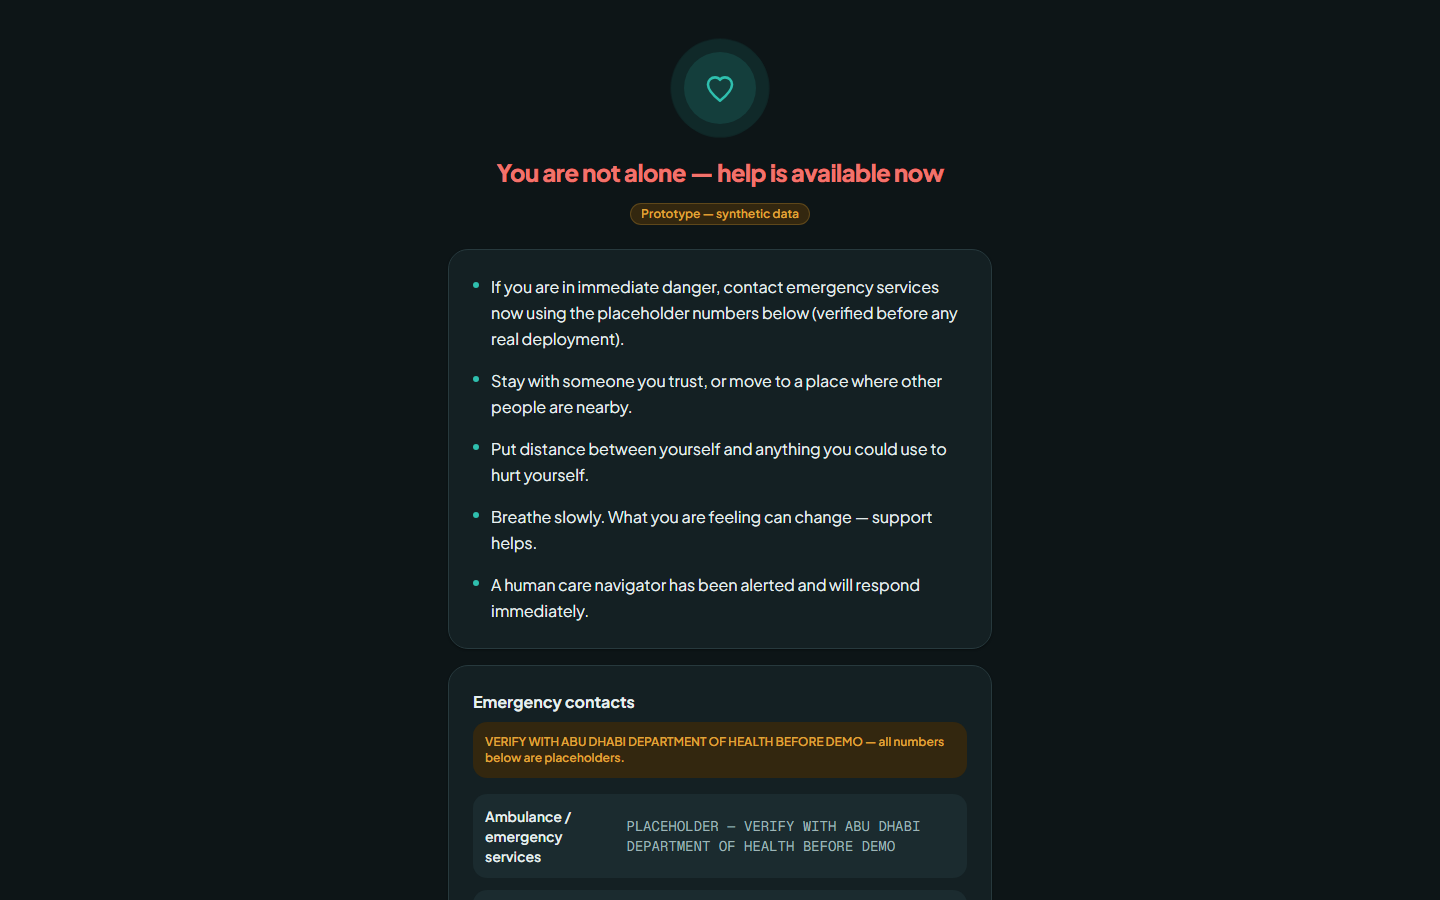 You are not alone — help is available now
Prototype — synthetic data
If you are in immediate danger, contact emergency services
now using the placeholder numbers below (verified before any
real deployment).
Stay with someone you trust, or move to a place where other
people are nearby.
Put distance between yourself and anything you could use to
hurt yourself.
Breathe slowly. What you are feeling can change — support
helps.
A human care navigator has been alerted and will respond
immediately.
Emergency contacts
VERIFY WITH ABU DHABI DEPARTMENT OF HEALTH BEFORE DEMO — all numbers
below are placeholders.
Ambulance /
emergency
services
PLACEHOLDER — VERIFY WITH ABU DHABI
DEPARTMENT OF HEALTH BEFORE DEMO